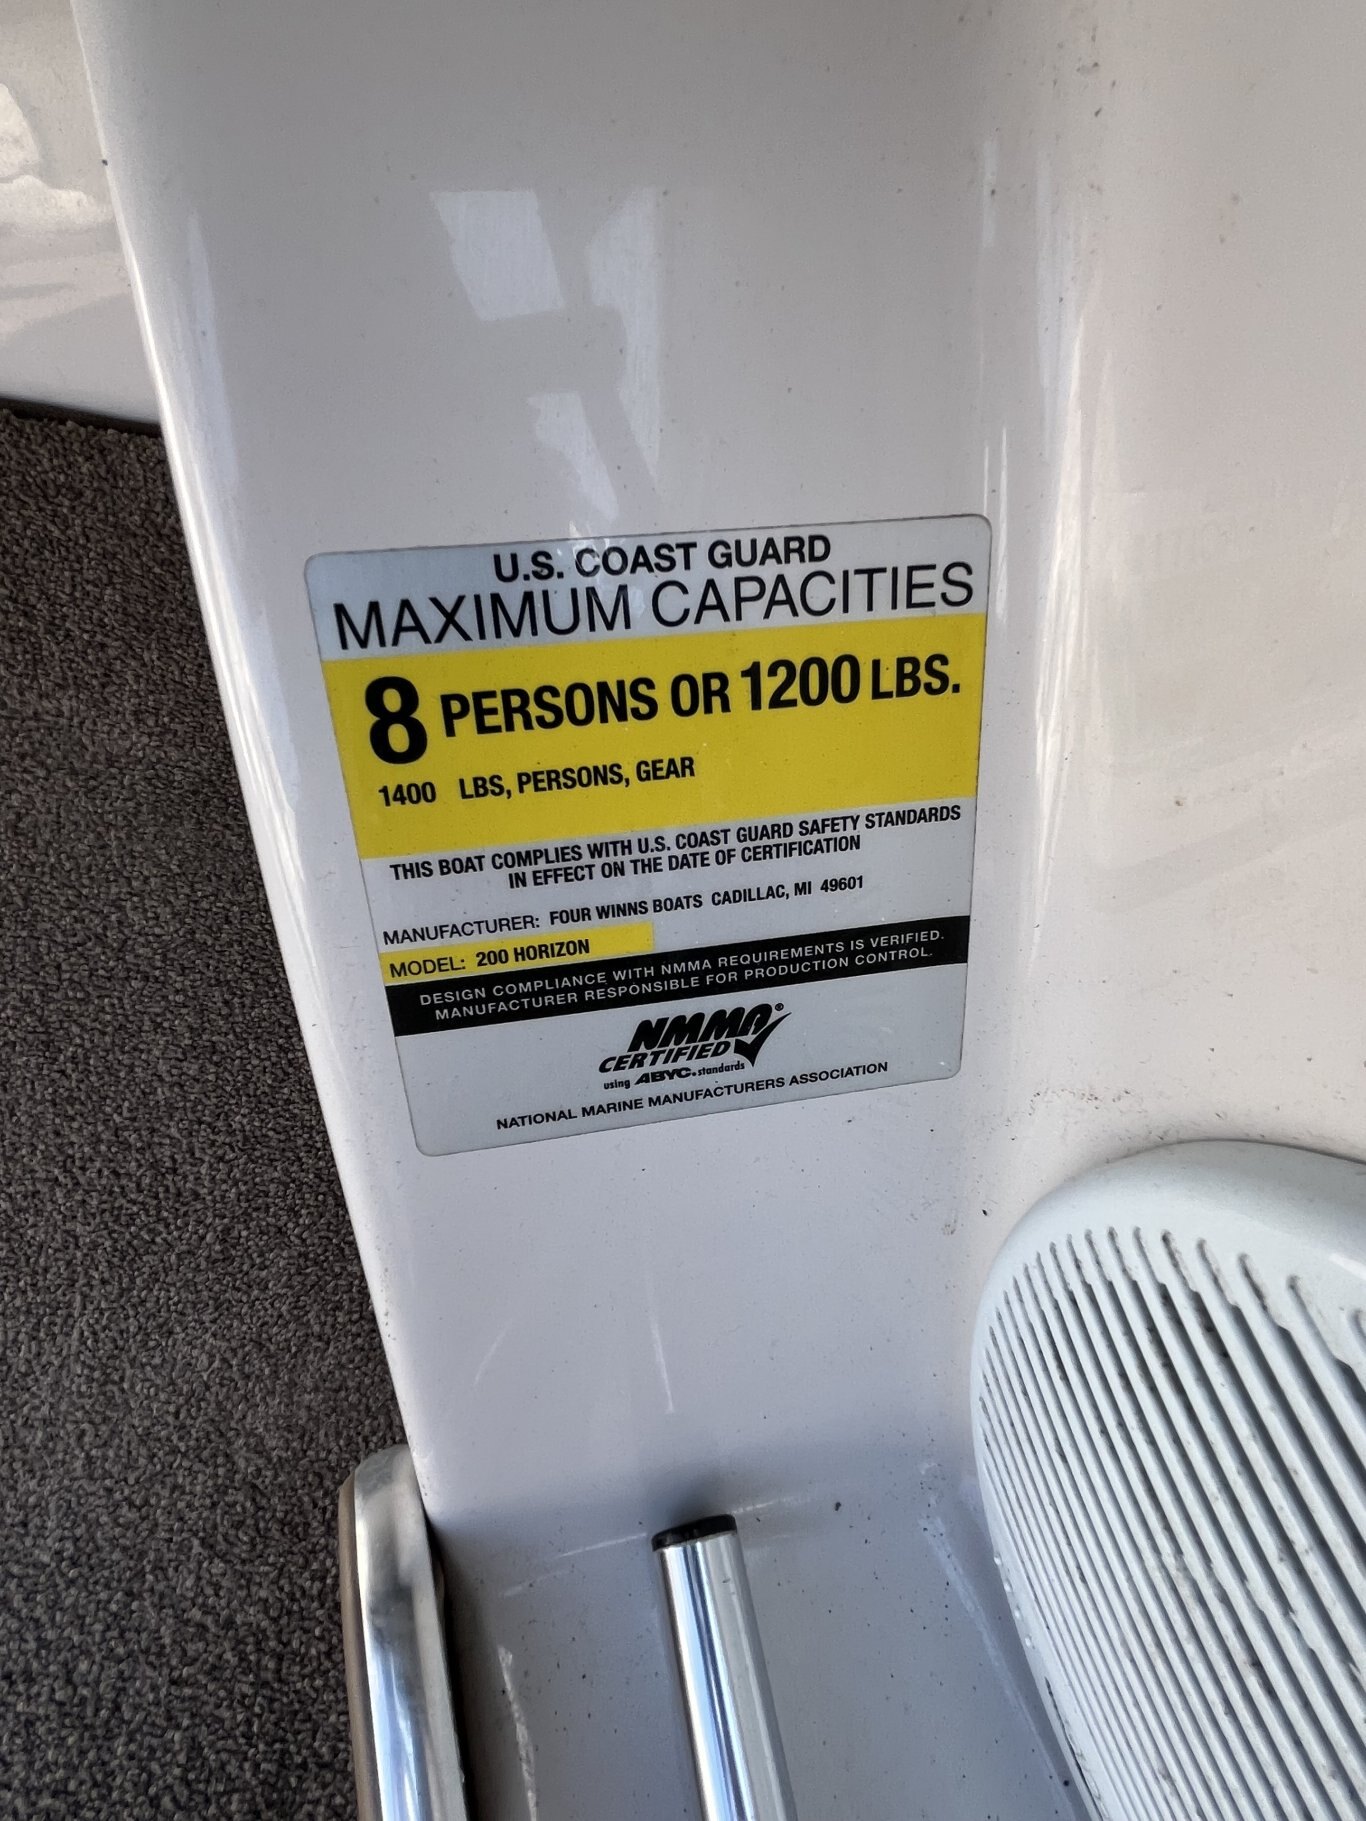 U.S. COAST GUARD
MAXIMUM CAPACITIES
8 PERSONS OR 1200 LBS.
1400 LBS, PERSONS, GEAR
THIS BOAT COMPLIES WITH U.S. COAST GUARD SAFETY STANDARDS
IN EFFECT ON THE DATE OF CERTIFICATION
MANUFACTURER: FOUR WINNS BOATS CADILLAC, MI 49601
MODEL: 200 HORIZON
DESIGN COMPLIANCE WITH NMMA REQUIREMENTS IS VERIFIED.
MANUFACTURER RESPONSIBLE FOR PRODUCTION CONTROL.
NMMA®
CERTIFIED
using ABYC. standards
NATIONAL MARINE MANUFACTURERS ASSOCIATION